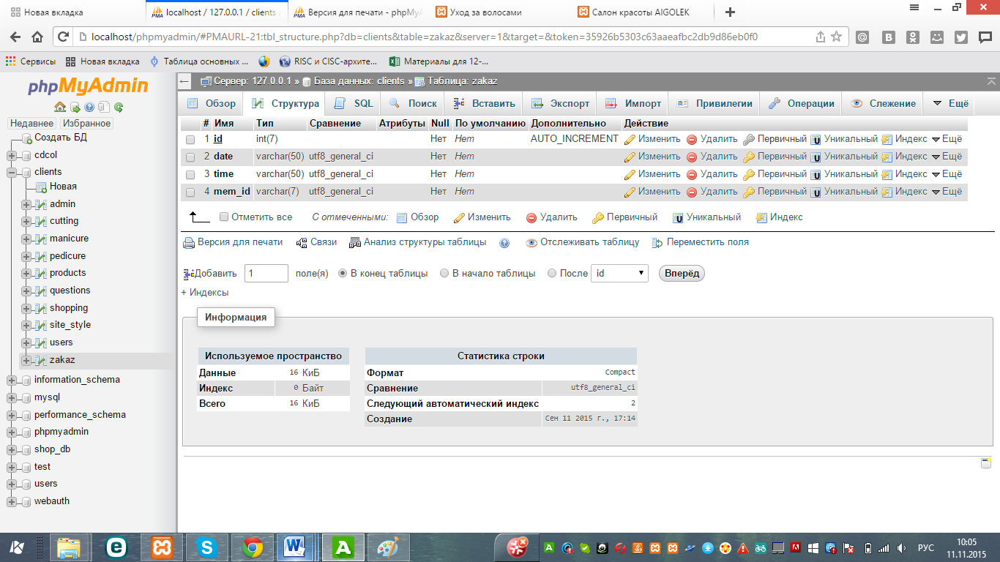 Новая вкладка
localhost / 127.0.0.1 / clients
Версия для печати - phpMyA
Уход за волосами
Салон красоты AIGOLEK
localhost/phpmyadmin/#PMAURL-21:tbl_structure.php?db=clients&table=zakaz&server=1&target=&token=35926b5303c63aaeafbc2db9d86eb0f0
Сервисы Новая вкладка Таблица основных ... RISC и CISC-архите... Материалы для 12-...
phpMyAdmin
Недавнее Избранное
Создать БД
cdcol
clients
Новая
admin
cutting
manicure
pedicure
products
questions
shopping
site_style
users
zakaz
information_schema
mysql
performance_schema
phpmyadmin
shop_db
test
users
webauth
Сервер: 127.0.0.1 » База данных: clients » Таблица: zakaz
Обзор Структура SQL Поиск Вставить Экспорт Импорт Привилегии Операции Слежение Ещё
# Имя Тип Сравнение Атрибуты Null По умолчанию Дополнительно Действие
1 id int(7) Нет Нет AUTO_INCREMENT Изменить Удалить Первичный Уникальный Индекс Ещё
2 date varchar(50) utf8_general_ci Нет Нет Изменить Удалить Первичный Уникальный Индекс Ещё
3 time varchar(50) utf8_general_ci Нет Нет Изменить Удалить Первичный Уникальный Индекс Ещё
4 mem_id varchar(7) utf8_general_ci Нет Нет Изменить Удалить Первичный Уникальный Индекс Ещё
Отметить все С отмеченными: Обзор Изменить Удалить Первичный Уникальный Индекс
Версия для печати Связи Анализ структуры таблицы Отслеживать таблицу Переместить поля
Добавить 1 поле(я) В конец таблицы В начало таблицы После id Вперёд
+ Индексы
Информация
Используемое пространство
Данные 16 КиБ
Индекс 0 Байт
Всего 16 КиБ
Статистика строки
Формат Compact
Сравнение utf8_general_ci
Следующий автоматический индекс 2
Создание Сен 11 2015 г., 17:14
РУС
10:05
11.11.2015